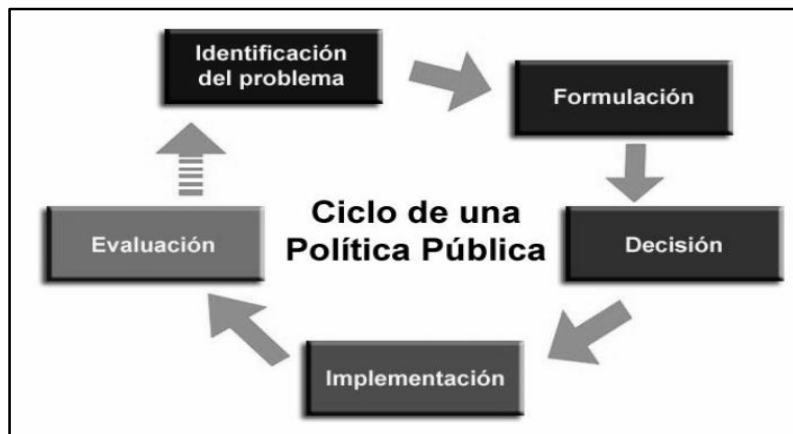 Identificación
del problema
Formulación
Ciclo de una
Política Pública
Evaluación
Decisión
Implementación